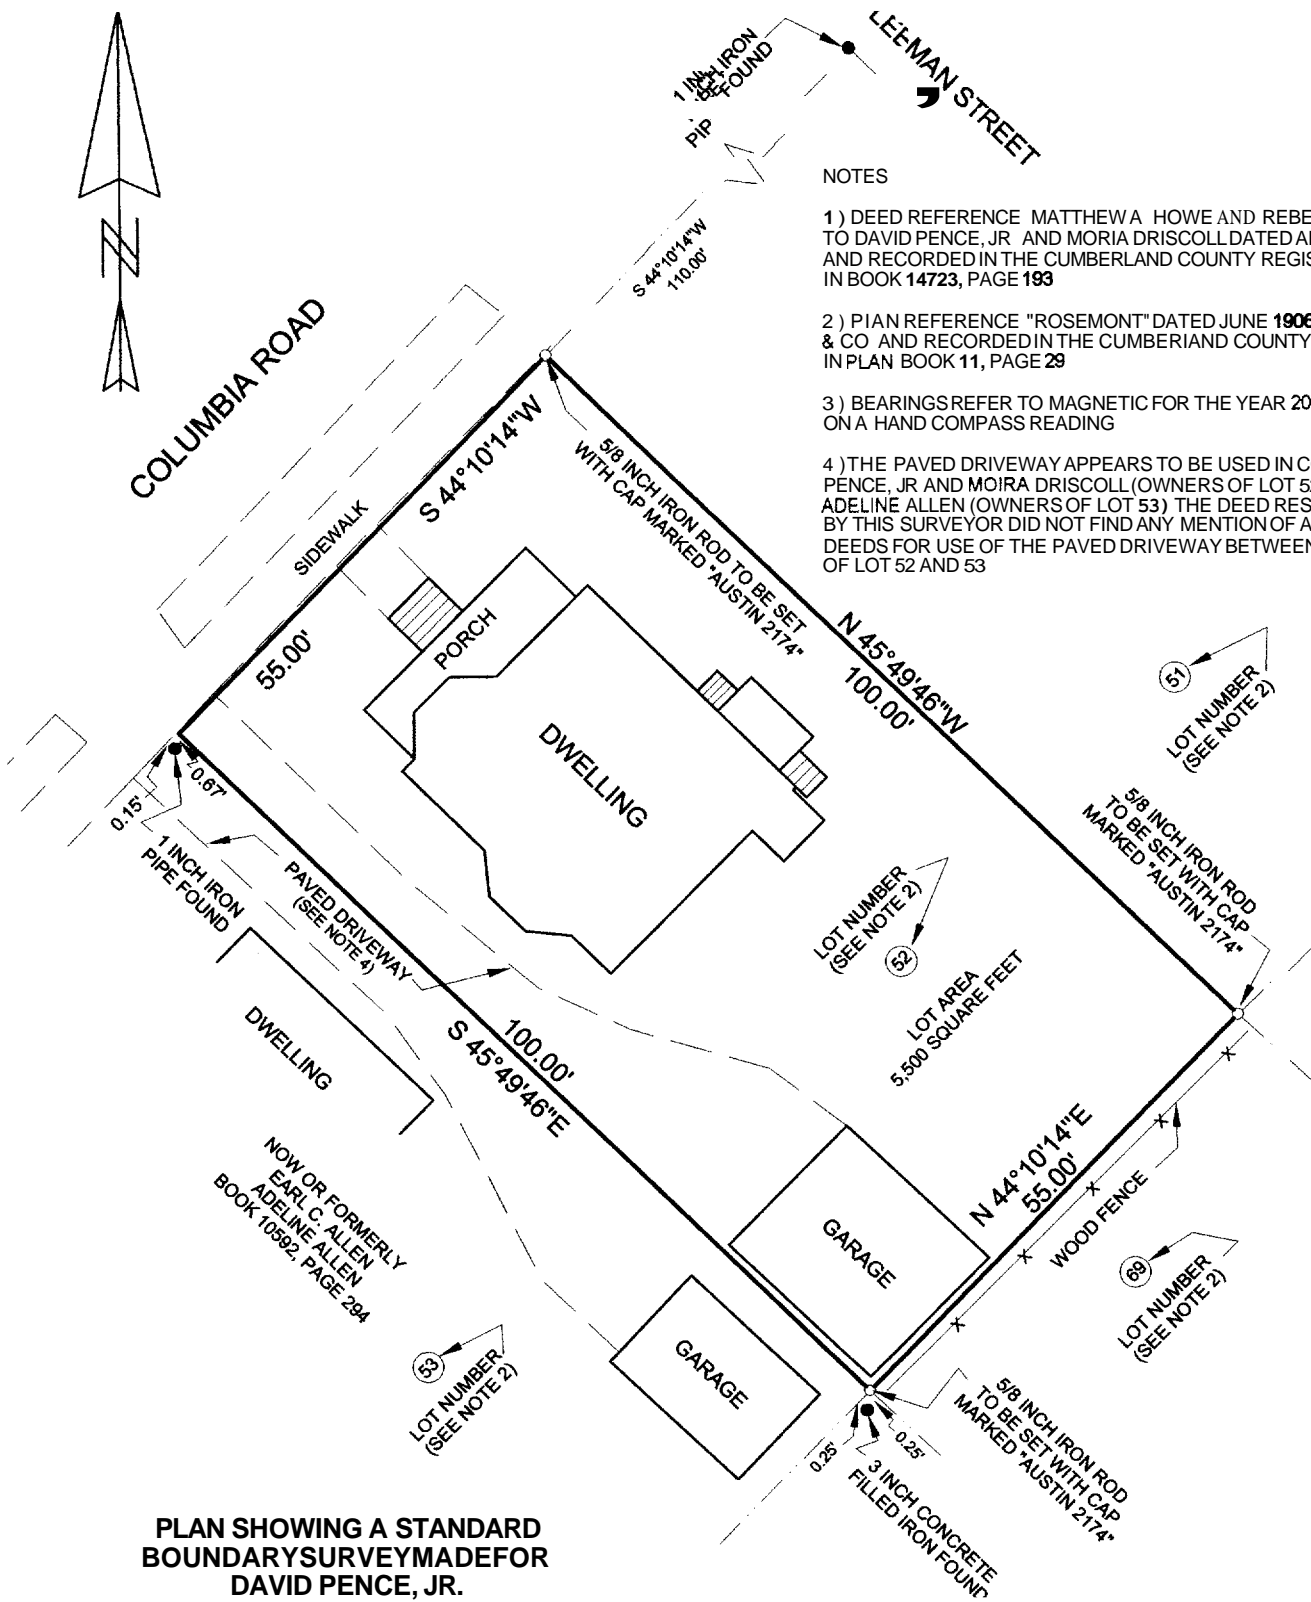 1 INCH IRON
PIPE FOUND
LEEMAN STREET
N
NOTES
1 ) DEED REFERENCE MATTHEW A HOWE AND REBE
TO DAVID PENCE, JR AND MORIA DRISCOLL DATED A
AND RECORDED IN THE CUMBERLAND COUNTY REGIS
IN BOOK 14723, PAGE 193
2 ) PIAN REFERENCE "ROSEMONT" DATED JUNE 1906
& CO AND RECORDED IN THE CUMBERIAND COUNTY
IN PLAN BOOK 11, PAGE 29
3 ) BEARINGS REFER TO MAGNETIC FOR THE YEAR 20
ON A HAND COMPASS READING
4 ) THE PAVED DRIVEWAY APPEARS TO BE USED IN C
PENCE, JR AND MOIRA DRISCOLL (OWNERS OF LOT 5
ADELINE ALLEN (OWNERS OF LOT 53) THE DEED RES
BY THIS SURVEYOR DID NOT FIND ANY MENTION OF A
DEEDS FOR USE OF THE PAVED DRIVEWAY BETWEEN
OF LOT 52 AND 53
S 44°10'14"W
110.00'
COLUMBIA ROAD
SIDEWALK
S 44°10'14"W
55.00'
5/8 INCH IRON ROD TO BE SET
WITH CAP MARKED "AUSTIN 2174"
PORCH
DWELLING
N 45°49'46"W
100.00'
51
LOT NUMBER
(SEE NOTE 2)
5/8 INCH IRON ROD
TO BE SET WITH CAP
MARKED "AUSTIN 2174"
0.15'
0.67'
1 INCH IRON
PIPE FOUND
PAVED DRIVEWAY
(SEE NOTE 4)
LOT NUMBER
(SEE NOTE 2)
52
LOT AREA
5,500 SQUARE FEET
DWELLING
100.00'
S 45°49'46"E
N 44°10'14"E
55.00'
WOOD FENCE
NOW OR FORMERLY
EARL C. ALLEN
ADELINE ALLEN
BOOK 10592, PAGE 294
GARAGE
69
LOT NUMBER
(SEE NOTE 2)
53
LOT NUMBER
(SEE NOTE 2)
GARAGE
5/8 INCH IRON ROD
TO BE SET WITH CAP
MARKED "AUSTIN 2174"
0.25'
0.25'
3 INCH CONCRETE
FILLED IRON FOUND
PLAN SHOWING A STANDARD
BOUNDARY SURVEY MADE FOR
DAVID PENCE, JR.